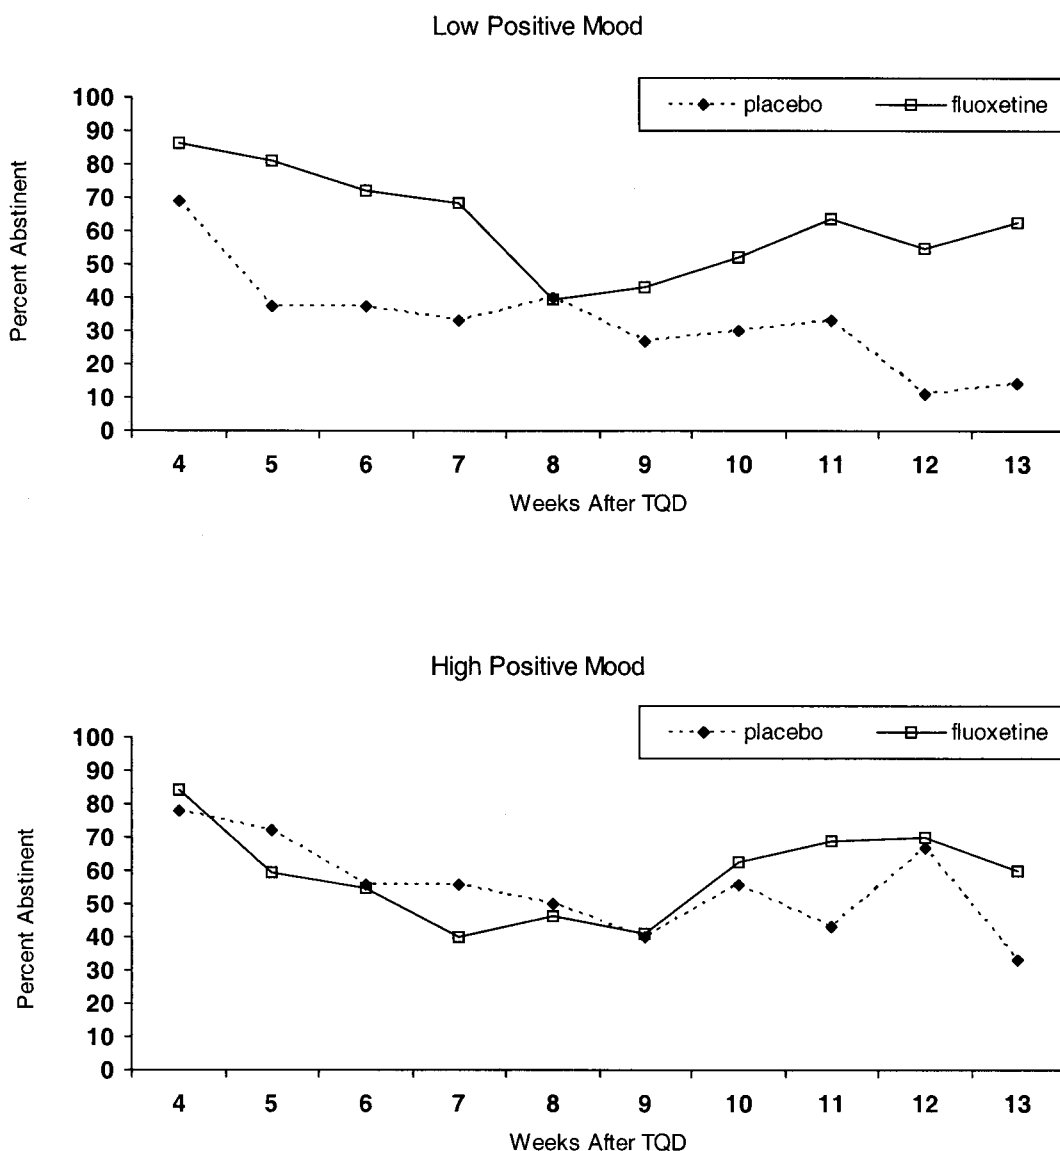 Low Positive Mood
placebo fluoxetine
100
90
80
70
60
50
40
30
20
10
0
Percent Abstinent
4 5 6 7 8 9 10 11 12 13
Weeks After TQD
High Positive Mood
placebo fluoxetine
100
90
80
70
60
50
40
30
20
10
0
Percent Abstinent
4 5 6 7 8 9 10 11 12 13
Weeks After TQD